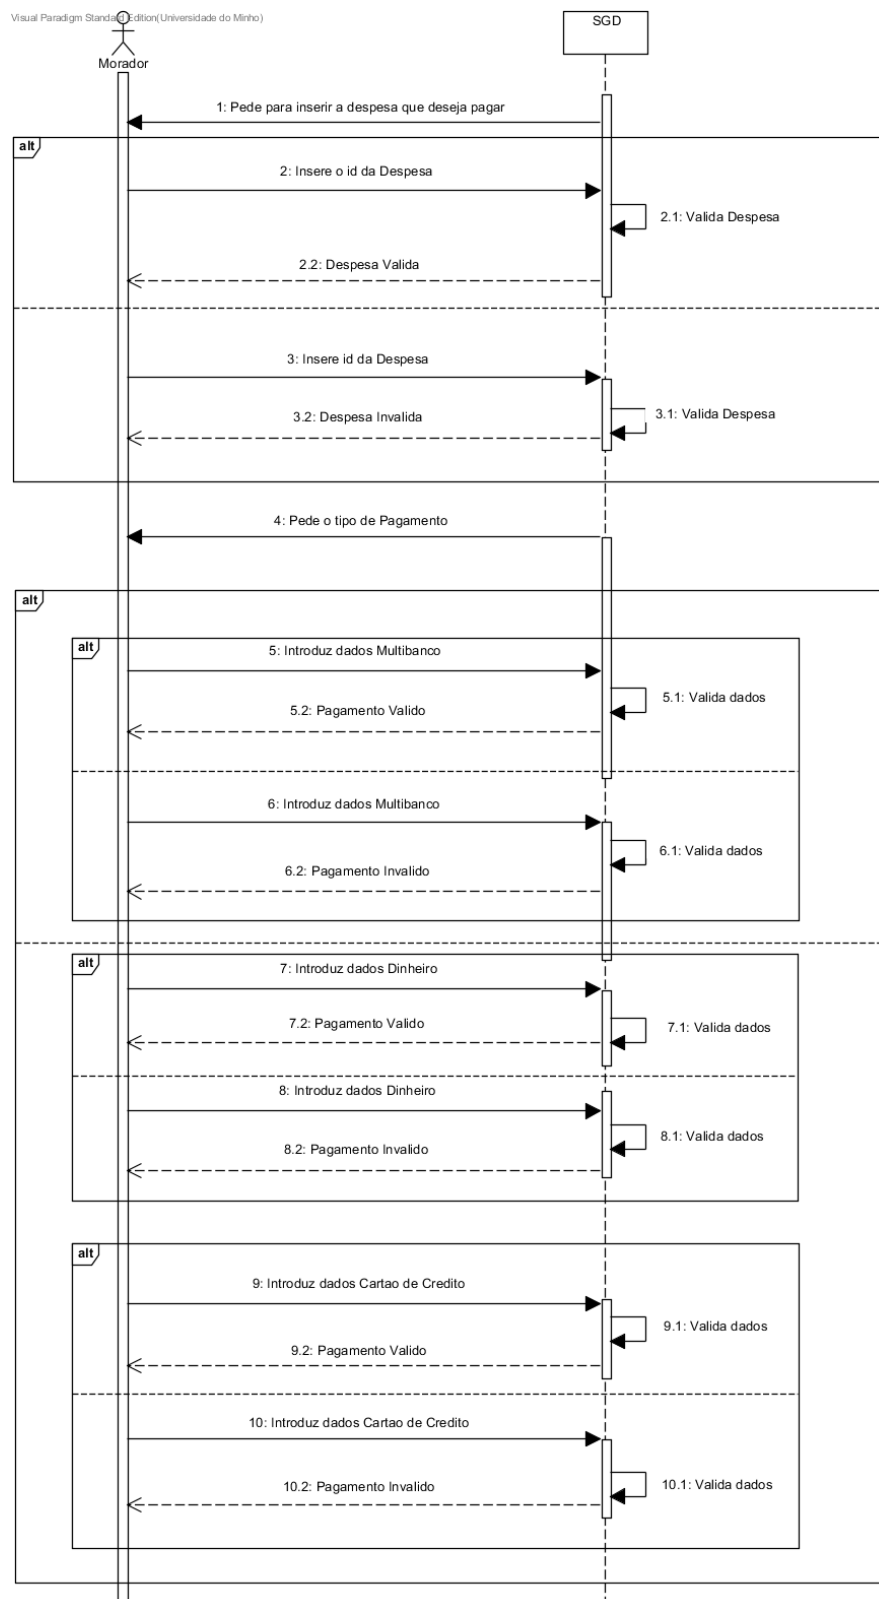 Visual Paradigm Standard Edition(Universidade do Minho)
SGD
Morador
1: Pede para inserir a despesa que deseja pagar
alt
2: Insere o id da Despesa
2.1: Valida Despesa
2.2: Despesa Valida
3: Insere id da Despesa
3.1: Valida Despesa
3.2: Despesa Invalida
4: Pede o tipo de Pagamento
alt
alt
5: Introduz dados Multibanco
5.1: Valida dados
5.2: Pagamento Valido
6: Introduz dados Multibanco
6.1: Valida dados
6.2: Pagamento Invalido
alt
7: Introduz dados Dinheiro
7.2: Pagamento Valido
7.1: Valida dados
8: Introduz dados Dinheiro
8.1: Valida dados
8.2: Pagamento Invalido
alt
9: Introduz dados Cartao de Credito
9.1: Valida dados
9.2: Pagamento Valido
10: Introduz dados Cartao de Credito
10.1: Valida dados
10.2: Pagamento Invalido